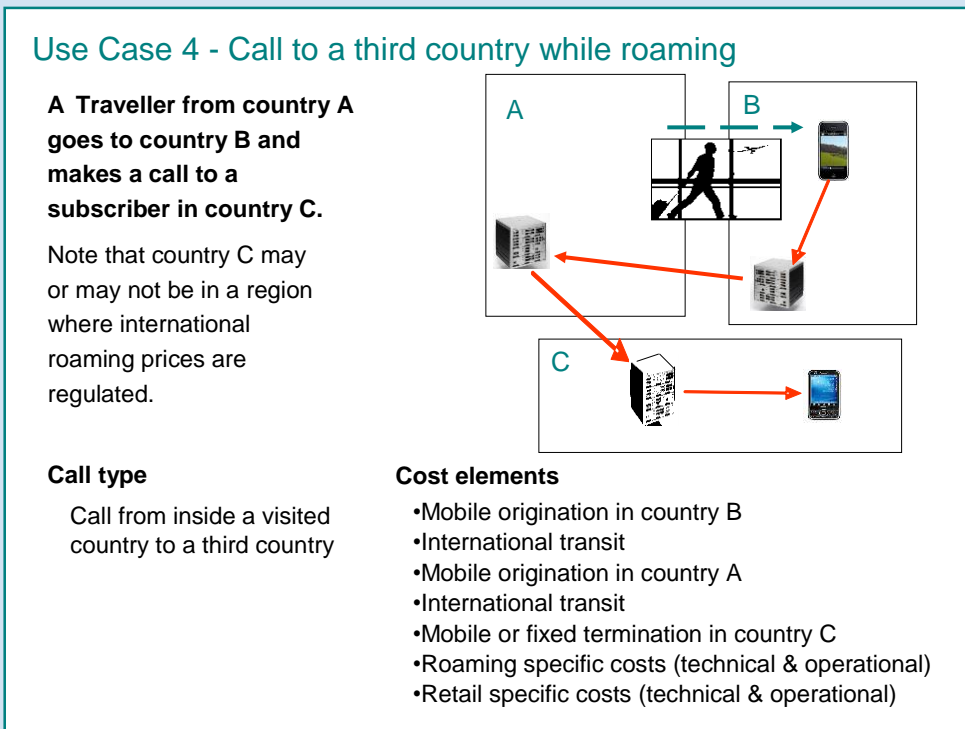 Use Case 4 - Call to a third country while roaming
A Traveller from country A
goes to country B and
makes a call to a
subscriber in country C.
Note that country C may
or may not be in a region
where international
roaming prices are
regulated.
A
B
C
Call type
Call from inside a visited
country to a third country
Cost elements
•Mobile origination in country B
•International transit
•Mobile origination in country A
•International transit
•Mobile or fixed termination in country C
•Roaming specific costs (technical & operational)
•Retail specific costs (technical & operational)